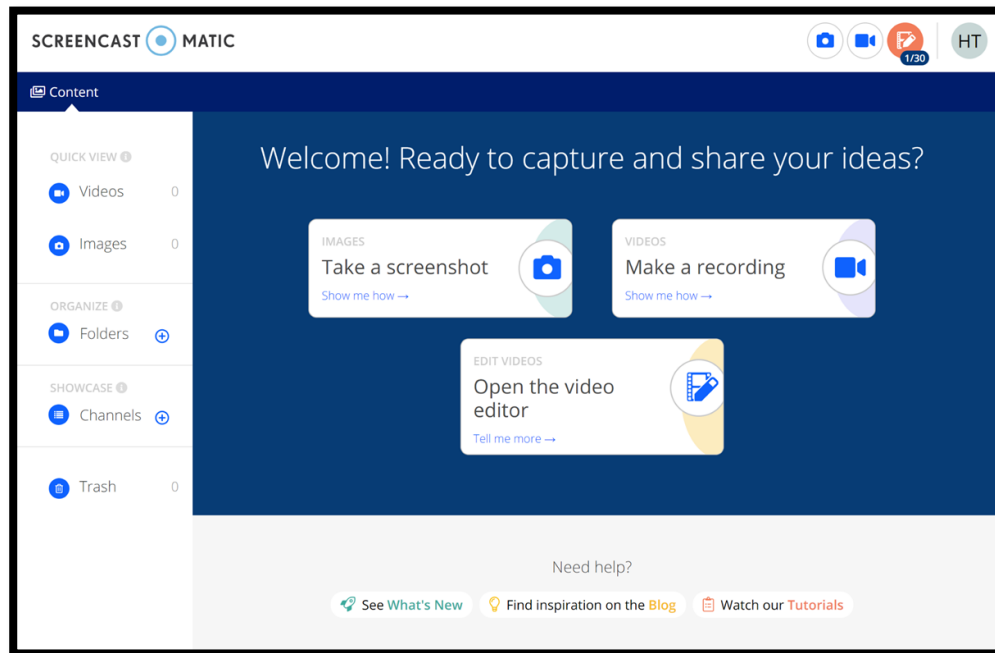 SCREENCAST MATIC
1/30
HT
Content
QUICK VIEW
Videos 0
Images 0
ORGANIZE
Folders
SHOWCASE
Channels
Trash 0
Welcome! Ready to capture and share your ideas?
IMAGES
Take a screenshot
Show me how →
VIDEOS
Make a recording
Show me how →
EDIT VIDEOS
Open the video
editor
Tell me more →
Need help?
See What's New
Find inspiration on the Blog
Watch our Tutorials